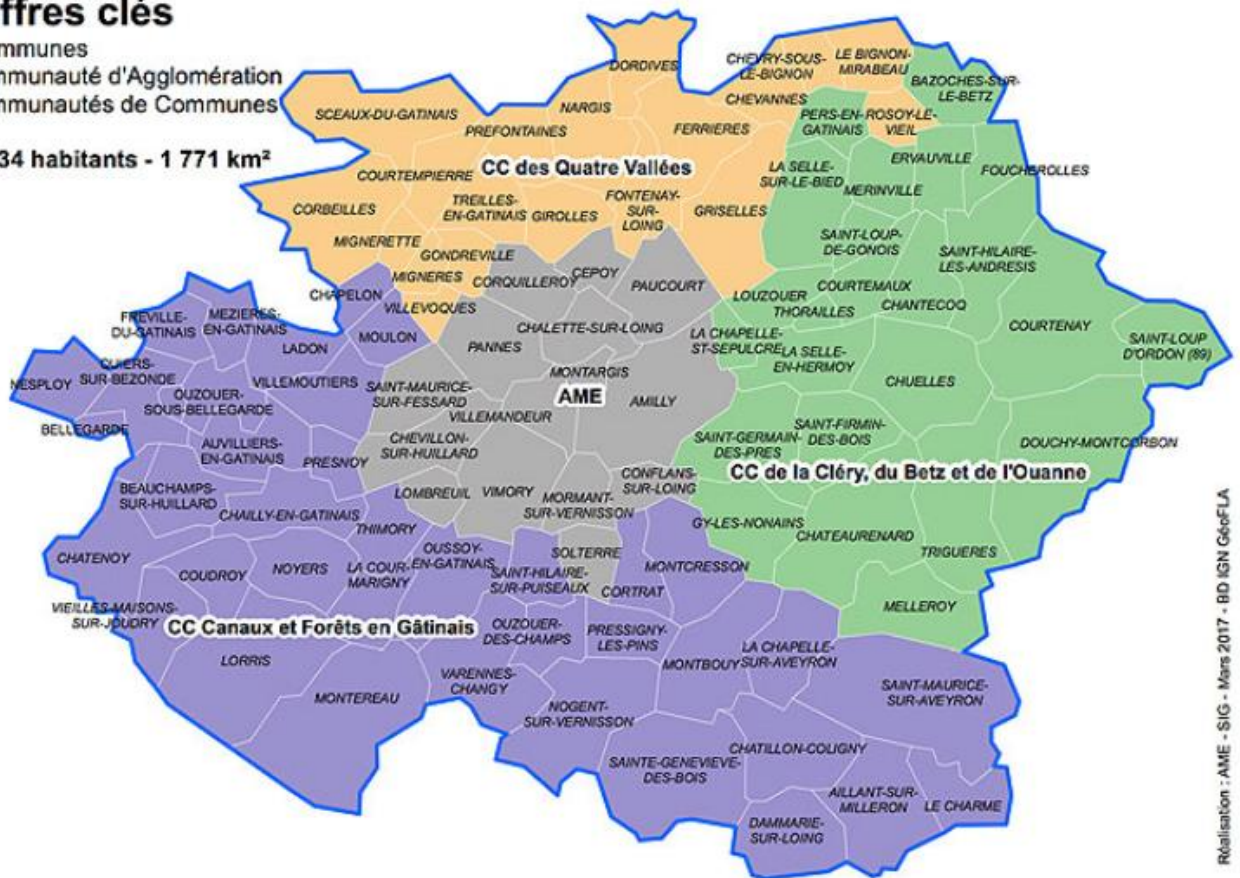 ffres clés
mmunes
mmunauté d'Agglomération
mmunautés de Communes
34 habitants - 1 771 km²
DORDIVES
CHEVRY-SOUS-
LE-BIGNON
LE BIGNON-
MIRABEAU
BAZOCHES-SUR-
LE-BETZ
SCEAUX-DU-GATINAIS
NARGIS
CHEVANNES
PREFONTAINES
FERRIERES
PERS-EN-
GATINAIS
ROSOY-LE-
VIEIL
CC des Quatre Vallées
ERVAUVILLE
FOUCHEROLLES
COURTEMPIERRE
LA SELLE-
SUR-LE-BIED
MERINVILLE
CORBEILLES
TREILLES-
EN-GATINAIS
GIROLLES
FONTENAY-
SUR-
LOING
GRISELLES
MIGNERETTE
GONDREVILLE
SAINT-LOUP-
DE-GONOIS
SAINT-HILAIRE-
LES-ANDRESIS
MIGNERES
CORQUILLEROY
CEPOY
PAUCOURT
CHAPELON
VILLEVOQUES
LOUZOUER
COURTEMAUX
THORAILLES
CHANTECOQ
FREVILLE-
DU-GATINAIS
MEZIERES-
EN-GATINAIS
LADON
MOULON
PANNES
CHALETTE-SUR-LOING
LA CHAPELLE-
ST-SEPULCRE
LA SELLE-
EN-HERMOY
COURTENAY
SAINT-LOUP
D'ORDON (89)
NESPLOY
QUIERS-
SUR-BEZONDE
VILLEMOUTIERS
SAINT-MAURICE-
SUR-FESSARD
MONTARGIS
AME
AMILLY
CHUELLES
OUZOUER-
SOUS-BELLEGARDE
VILLEMANDEUR
BELLEGARDE
AUVILLIERS-
EN-GATINAIS
PRESNOY
CHEVILLON-
SUR-HUILLARD
SAINT-GERMAIN-
DES-PRES
SAINT-FIRMIN-
DES-BOIS
DOUCHY-MONTCORBON
CC de la Cléry, du Betz et de l'Ouanne
BEAUCHAMPS-
SUR-HUILLARD
LOMBREUIL
VIMORY
MORMANT-
SUR-VERNISSON
CONFLANS-
SUR-LOING
CHAILLY-EN-GATINAIS
THIMORY
GY-LES-NONAINS
CHATEAURENARD
TRIGUERES
CHATENOY
COUDROY
NOYERS
LA COUR-
MARIGNY
OUSSOY-
EN-GATINAIS
SOLTERRE
SAINT-HILAIRE-
SUR-PUISEAUX
CORTRAT
MONTCRESSON
MELLEROY
VIEILLES-MAISONS-
SUR-JOUDRY
CC Canaux et Forêts en Gâtinais
OUZOUER-
DES-CHAMPS
PRESSIGNY-
LES-PINS
MONTBOUY
LA CHAPELLE-
SUR-AVEYRON
LORRIS
MONTEREAU
VARENNES-
CHANGY
SAINT-MAURICE-
SUR-AVEYRON
NOGENT-
SUR-VERNISSON
SAINTE-GENEVIEVE-
DES-BOIS
CHATILLON-COLIGNY
AILLANT-SUR-
MILLERON
LE CHARME
DAMMARIE-
SUR-LOING
Réalisation : AME - SIG - Mars 2017 - BD IGN GéoFLA